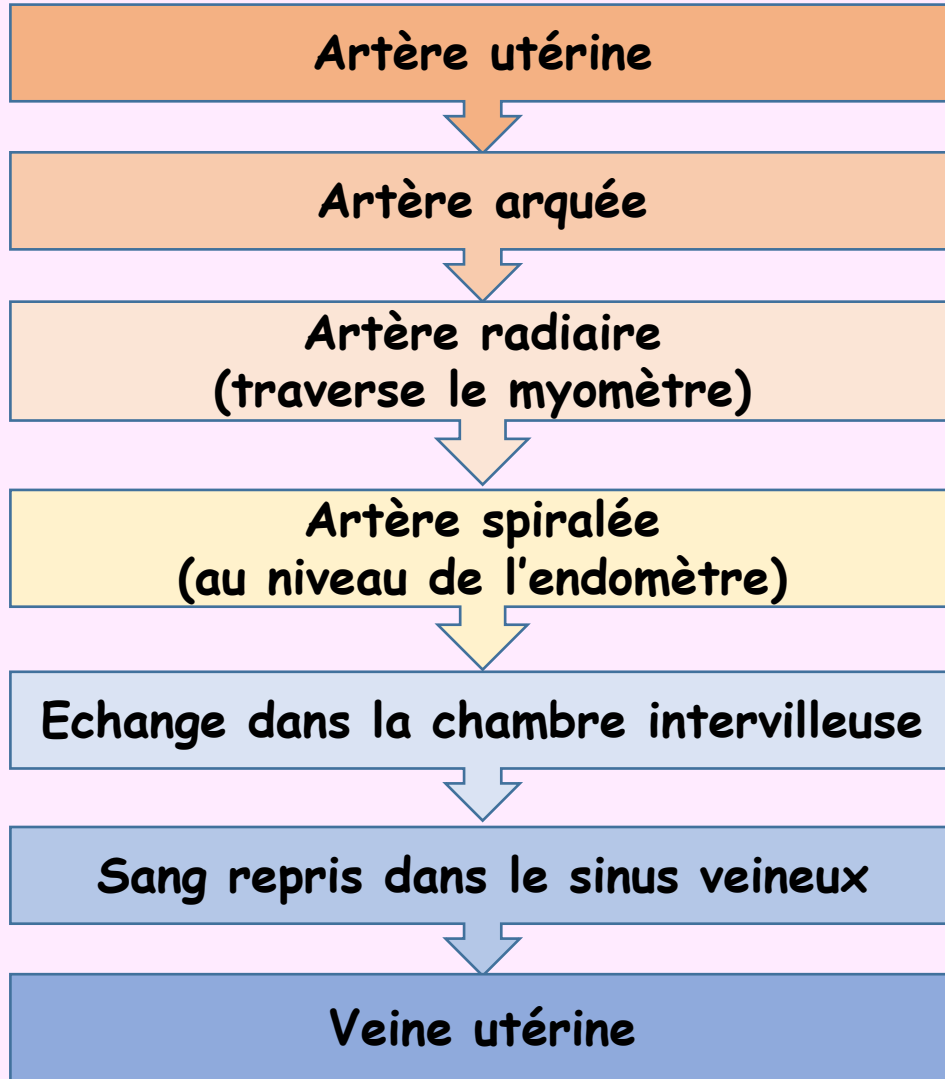 Artère utérine
Artère arquée
Artère radiaire
(traverse le myomètre)
Artère spiralée
(au niveau de l'endomètre)
Echange dans la chambre intervilleuse
Sang repris dans le sinus veineux
Veine utérine